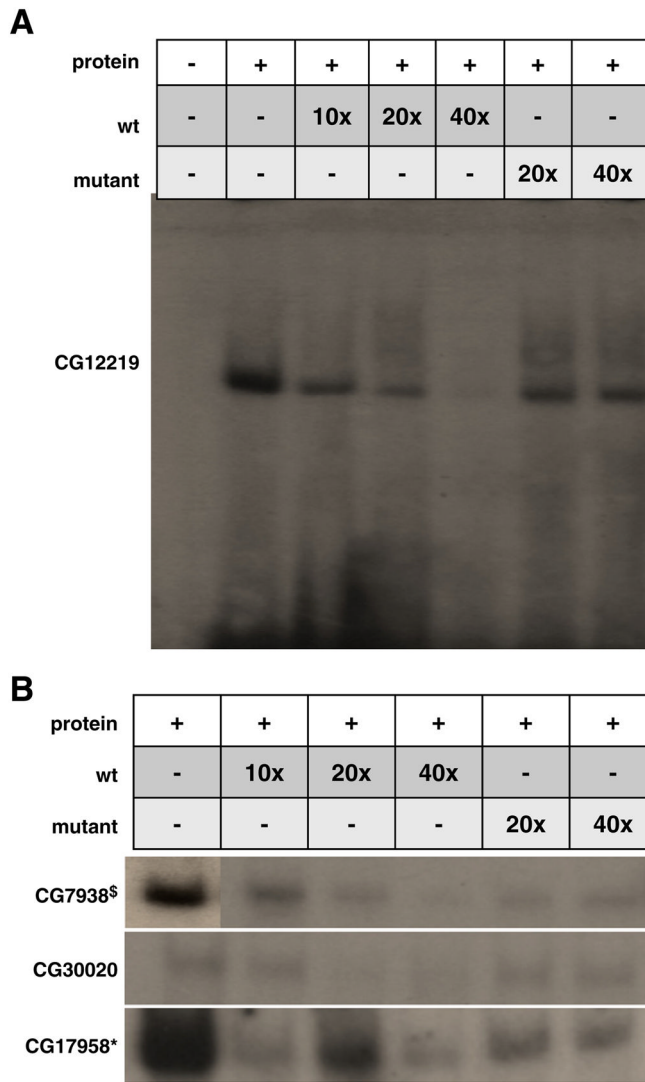 A
protein - + + + + + +
wt - - 10x 20x 40x - -
mutant - - - - - 20x 40x
CG12219
B
protein + + + + + +
wt - 10x 20x 40x - -
mutant - - - - 20x 40x
CG7938$
CG30020
CG17958*